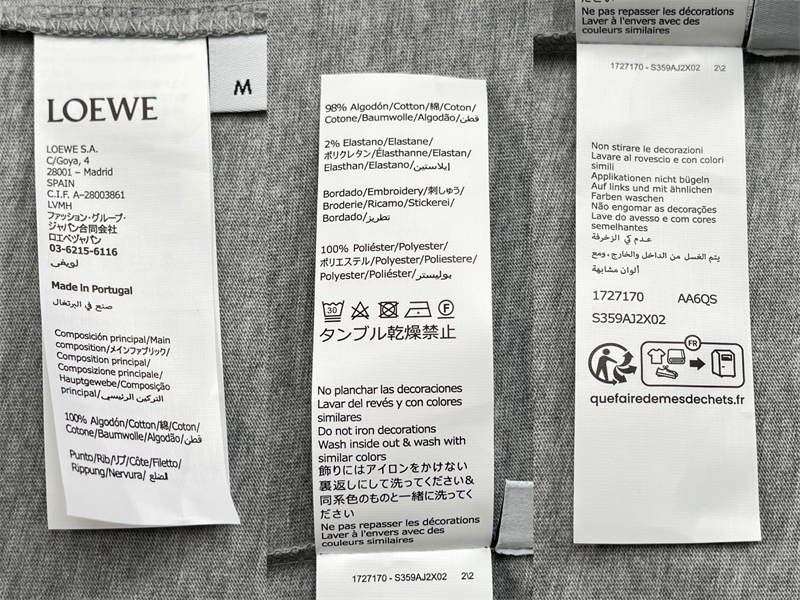 LOEWE
LOEWE S.A.
C/Goya, 4
28001 – Madrid
SPAIN
C.I.F. A-28003861
LVMH
ファッション・グループ・
ジャパン合同会社
ロエベジャパン
03-6215-6116
لويفي
Made in Portugal
صنع في البرتغال
Composición principal/Main
composition/メインファブリック/
Composition principal/
Composizione principale/
Hauptgewebe/Composição
principal/التركيبن الرئيسي
100% Algodón/Cotton/綿/Coton/
Cotone/Baumwolle/Algodão/قطن
Punto/Rib/リブ/Côte/Filetto/
Rippung/Nervura/الضلع
M
98% Algodón/Cotton/綿/Coton/
Cotone/Baumwolle/Algodão/قطن
2% Elastano/Elastane/
ポリウレタン/Élasthanne/Elastan/
Elasthan/Elastano/إيلاستين
Bordado/Embroidery/刺しゅう/
Broderie/Ricamo/Stickerei/
Bordado/تطريز
100% Poliéster/Polyester/
ポリエステル/Polyester/Poliestere/
Polyester/Poliéster/بوليستر
30 F
タンブル乾燥禁止
No planchar las decoraciones
Lavar del revés y con colores
similares
Do not iron decorations
Wash inside out & wash with
similar colors
飾りにはアイロンをかけない
裏返しにして洗ってください&
同系色のものと一緒に洗ってく
ださい
Ne pas repasser les décorations
Laver à l'envers avec des
couleurs similaires
1727170 - S359AJ2X02 2\2
ださい
Ne pas repasser les décorations
Laver à l'envers avec des
couleurs similaires
1727170 - S359AJ2X02 2\2
Non stirare le decorazioni
Lavare al rovescio e con colori
simili
Applikationen nicht bügeln
Auf links und mit ähnlichen
Farben waschen
Não engomar as decorações
Lave do avesso e com cores
semelhantes
عدم كي الزخرفة
يتم الغسل من الداخل والخارج، ومع
ألوان مشابهة
1727170 AA6QS
S359AJ2X02
FR
quefairedemesdechets.fr